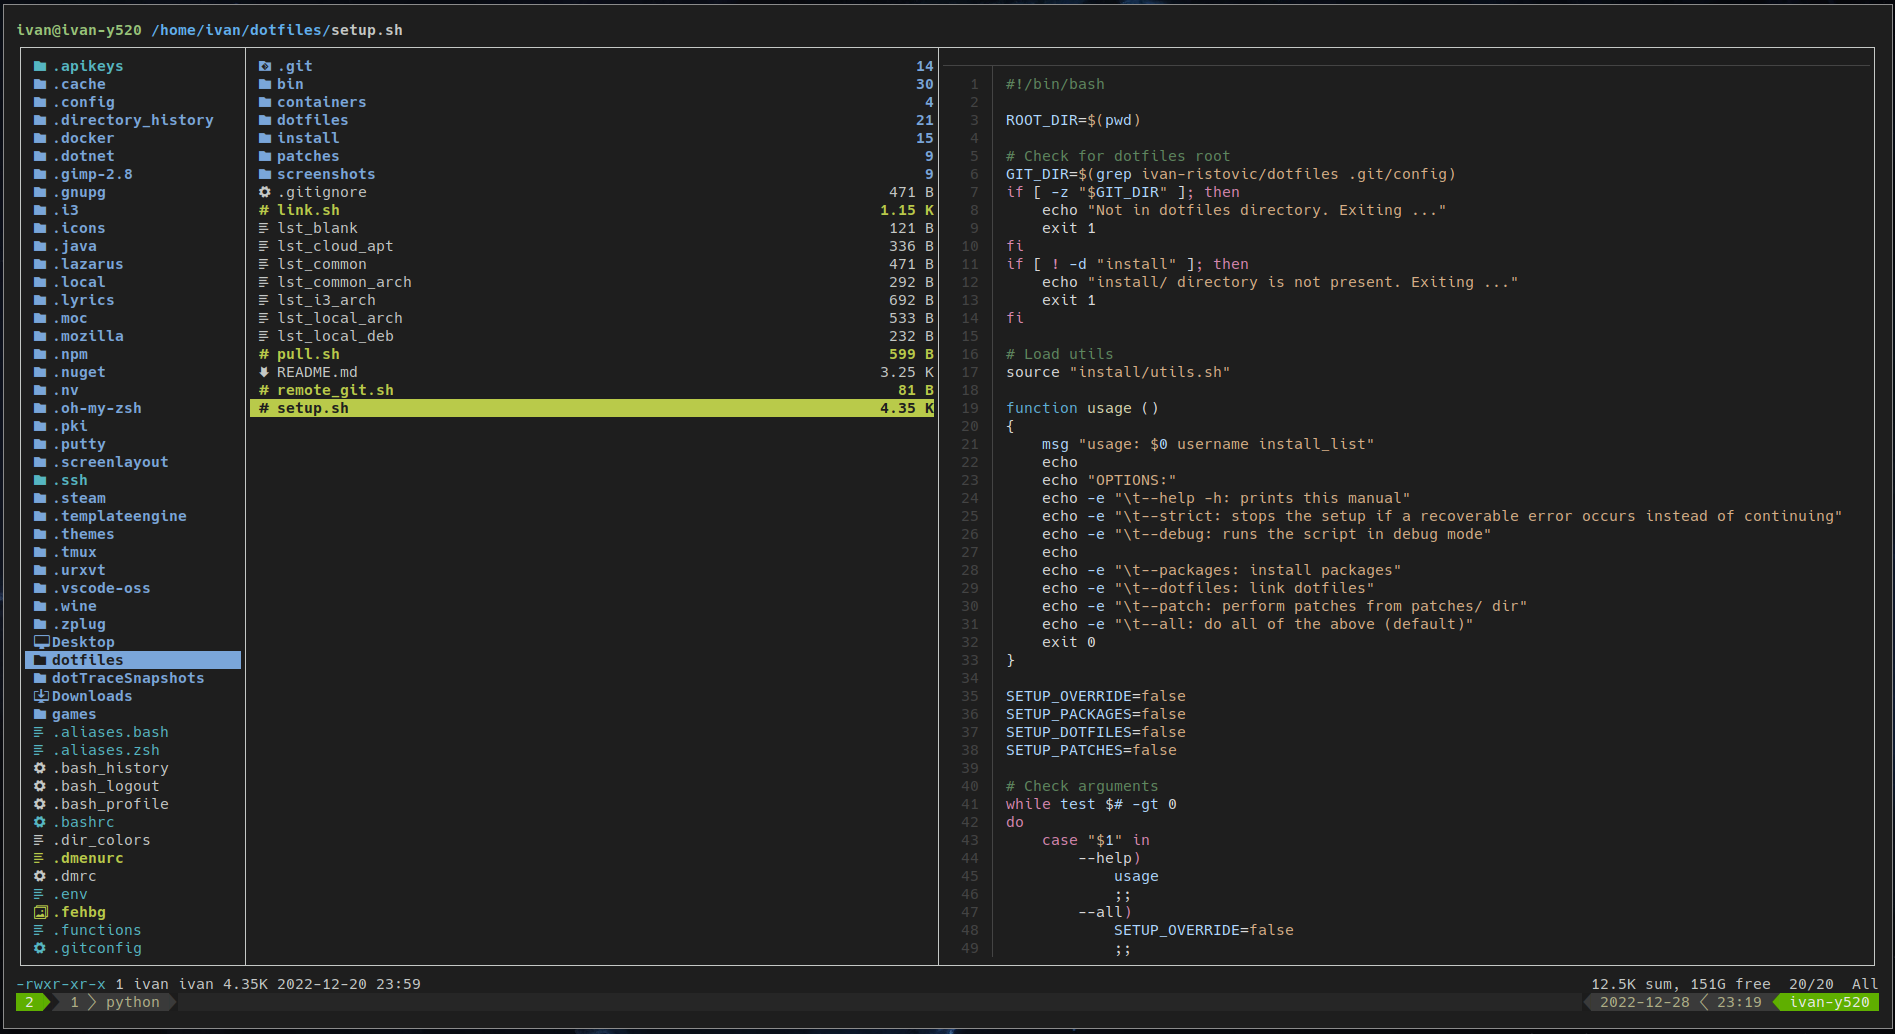 ivan@ivan-y520 /home/ivan/dotfiles/setup.sh
.apikeys
.cache
.config
.directory_history
.docker
.dotnet
.gimp-2.8
.gnupg
.i3
.icons
.java
.lazarus
.local
.lyrics
.moc
.mozilla
.npm
.nuget
.nv
.oh-my-zsh
.pki
.putty
.screenlayout
.ssh
.steam
.templateengine
.themes
.tmux
.urxvt
.vscode-oss
.wine
.zplug
Desktop
dotfiles
dotTraceSnapshots
Downloads
games
.aliases.bash
.aliases.zsh
.bash_history
.bash_logout
.bash_profile
.bashrc
.dir_colors
.dmenurc
.dmrc
.env
.fehbg
.functions
.gitconfig
.git 14
bin 30
containers 4
dotfiles 21
install 15
patches 9
screenshots 9
.gitignore 471 B
# link.sh 1.15 K
lst_blank 121 B
lst_cloud_apt 336 B
lst_common 471 B
lst_common_arch 292 B
lst_i3_arch 692 B
lst_local_arch 533 B
lst_local_deb 232 B
# pull.sh 599 B
README.md 3.25 K
# remote_git.sh 81 B
# setup.sh 4.35 K
1 #!/bin/bash
2
3 ROOT_DIR=$(pwd)
4
5 # Check for dotfiles root
6 GIT_DIR=$(grep ivan-ristovic/dotfiles .git/config)
7 if [ -z "$GIT_DIR" ]; then
8     echo "Not in dotfiles directory. Exiting ..."
9     exit 1
10 fi
11 if [ ! -d "install" ]; then
12     echo "install/ directory is not present. Exiting ..."
13     exit 1
14 fi
15
16 # Load utils
17 source "install/utils.sh"
18
19 function usage ()
20 {
21     msg "usage: $0 username install_list"
22     echo
23     echo "OPTIONS:"
24     echo -e "\t--help -h: prints this manual"
25     echo -e "\t--strict: stops the setup if a recoverable error occurs instead of continuing"
26     echo -e "\t--debug: runs the script in debug mode"
27     echo
28     echo -e "\t--packages: install packages"
29     echo -e "\t--dotfiles: link dotfiles"
30     echo -e "\t--patch: perform patches from patches/ dir"
31     echo -e "\t--all: do all of the above (default)"
32     exit 0
33 }
34
35 SETUP_OVERRIDE=false
36 SETUP_PACKAGES=false
37 SETUP_DOTFILES=false
38 SETUP_PATCHES=false
39
40 # Check arguments
41 while test $# -gt 0
42 do
43     case "$1" in
44         --help)
45             usage
46             ;;
47         --all)
48             SETUP_OVERRIDE=false
49             ;;
-rwxr-xr-x 1 ivan ivan 4.35K 2022-12-20 23:59 12.5K sum, 151G free 20/20 All
2 1 python 2022-12-28 23:19 ivan-y520